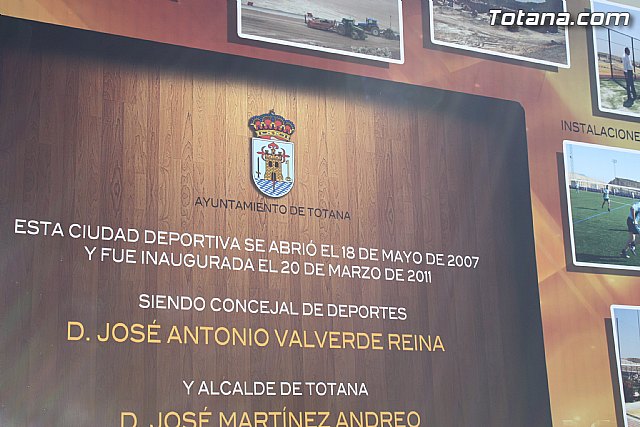 Totana.com
INSTALACIONE
AYUNTAMIENTO DE TOTANA
ESTA CIUDAD DEPORTIVA SE ABRIÓ EL 18 DE MAYO DE 2007
Y FUE INAUGURADA EL 20 DE MARZO DE 2011
SIENDO CONCEJAL DE DEPORTES
D. JOSÉ ANTONIO VALVERDE REINA
Y ALCALDE DE TOTANA
D. JOSÉ MARTÍNEZ ANDREO